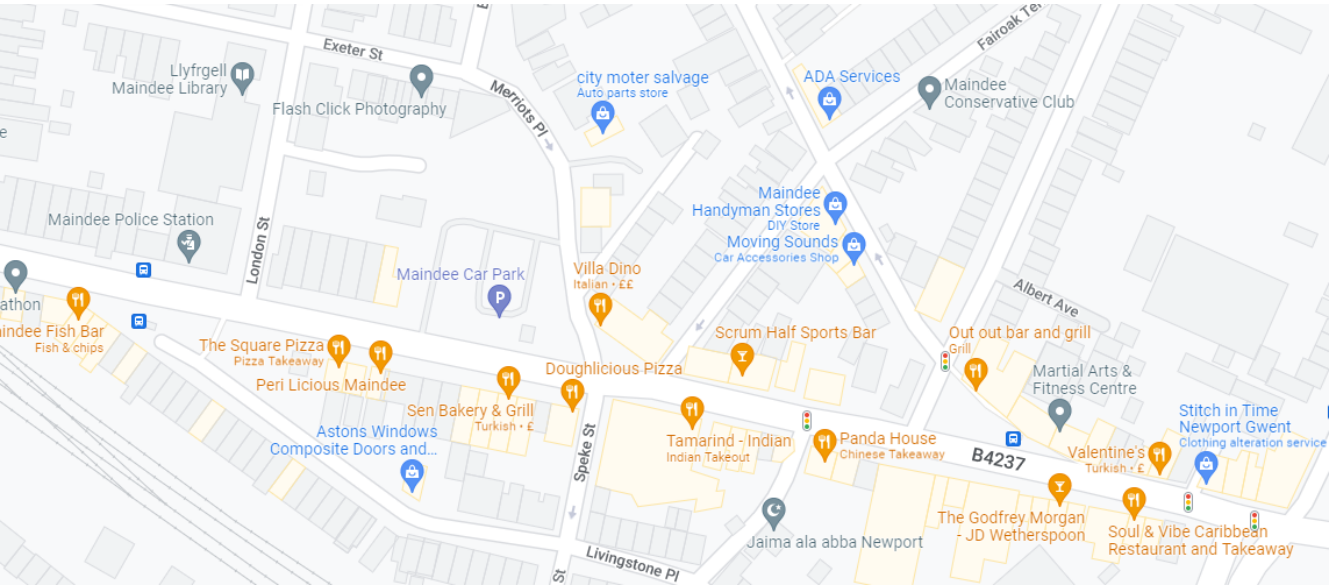 Exeter St
Llyfrgell
Maindee Library
Flash Click Photography
Merriots Pl
city moter salvage
Auto parts store
ADA Services
Fairoak Ter
Maindee
Conservative Club
e
Maindee Police Station
London St
Maindee
Handyman Stores
DIY Store
Moving Sounds
Car Accessories Shop
Maindee Car Park
P
Villa Dino
Italian • ££
Albert Ave
athon
aindee Fish Bar
Fish & chips
The Square Pizza
Pizza Takeaway
Peri Licious Maindee
Scrum Half Sports Bar
Out out bar and grill
Grill
Doughlicious Pizza
Martial Arts &
Fitness Centre
Sen Bakery & Grill
Turkish • £
Astons Windows
Composite Doors and...
Speke St
Tamarind - Indian
Indian Takeout
Panda House
Chinese Takeaway
B4237
Valentine's
Turkish • £
Stitch in Time
Newport Gwent
Clothing alteration service
The Godfrey Morgan
- JD Wetherspoon
Soul & Vibe Caribbean
Restaurant and Takeaway
Jaima ala abba Newport
Livingstone Pl
St